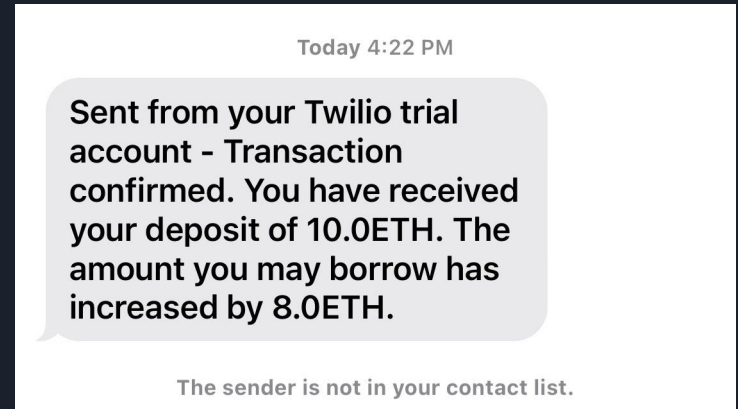 Today 4:22 PM
Sent from your Twilio trial
account - Transaction
confirmed. You have received
your deposit of 10.0ETH. The
amount you may borrow has
increased by 8.0ETH.
The sender is not in your contact list.